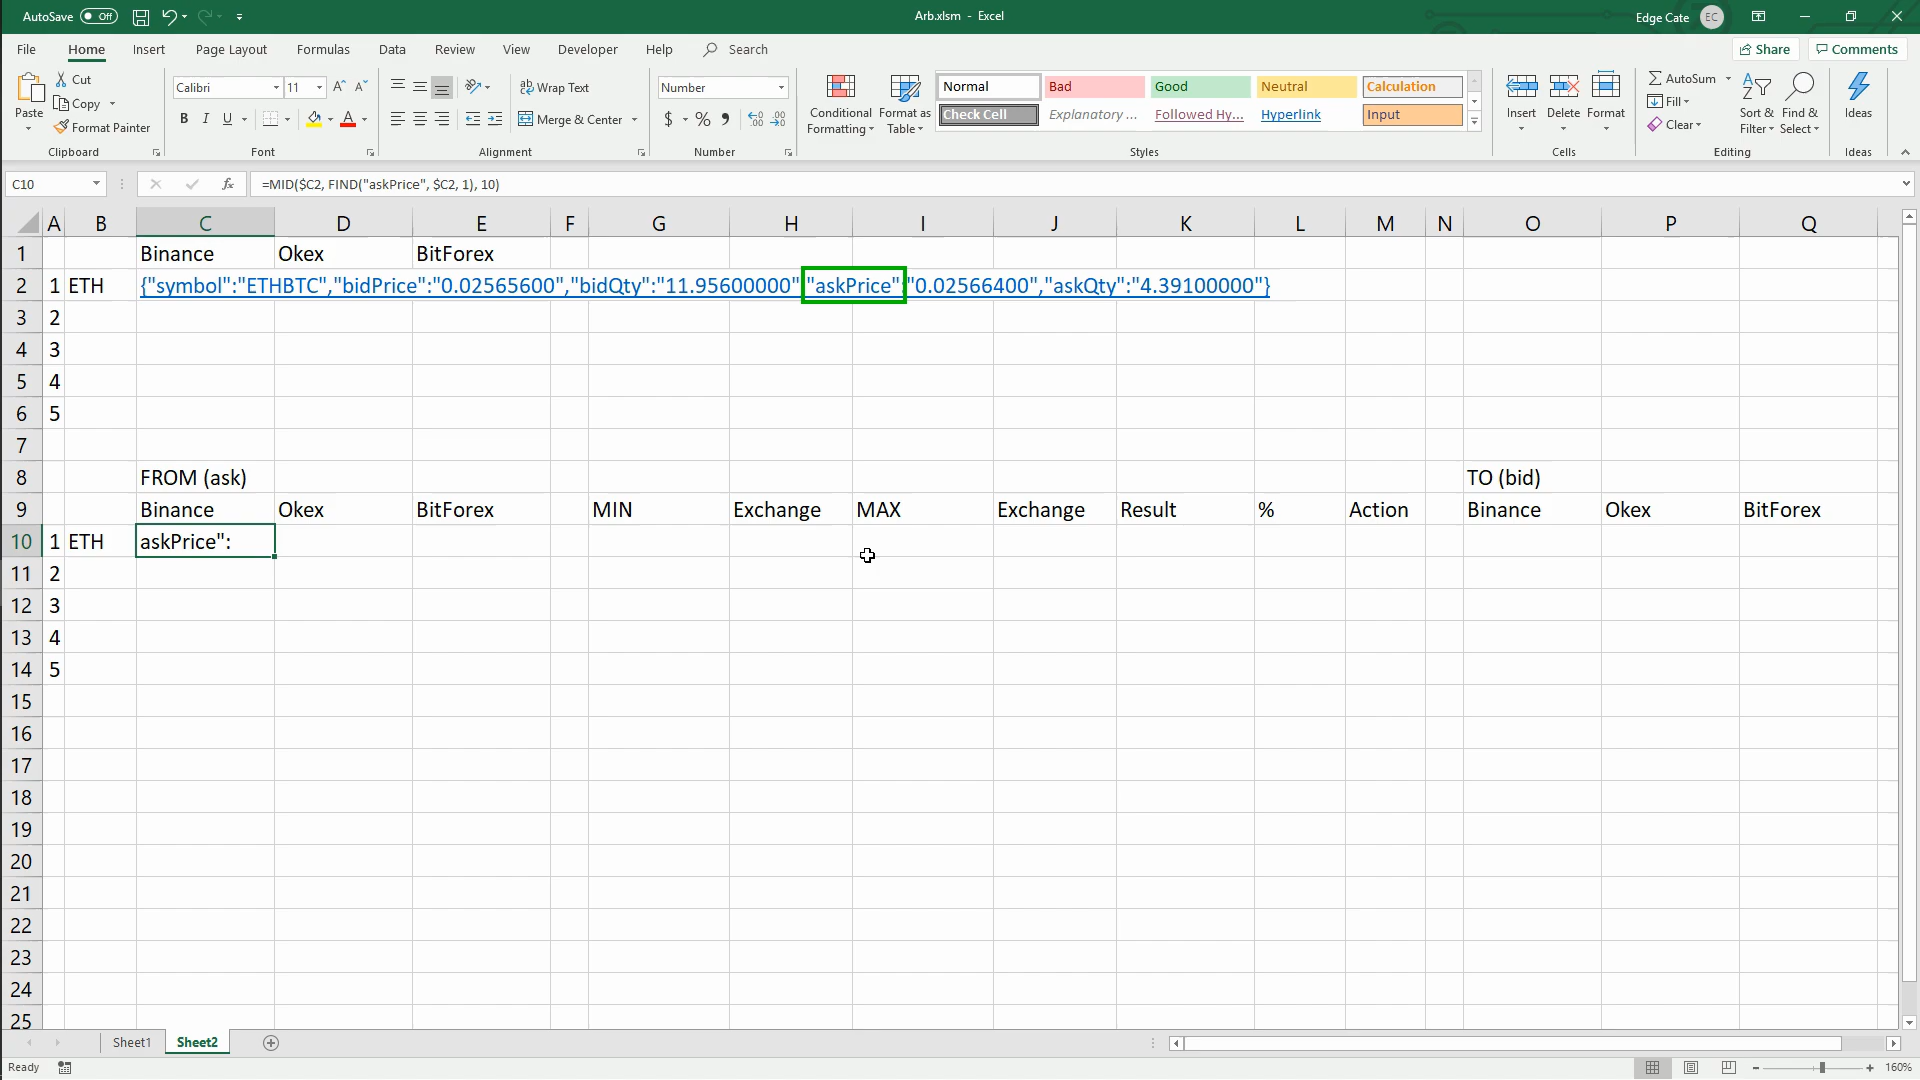 AutoSave Off
Arb.xlsm - Excel
Edge Cate EC
File Home Insert Page Layout Formulas Data Review View Developer Help Search
Share Comments
Paste
Cut
Copy
Format Painter
Clipboard
Calibri 11
B I U
Font
Wrap Text
Merge & Center
Alignment
Number
$ %
Number
Conditional Formatting
Format as Table
Normal Bad Good Neutral Calculation
Check Cell Explanatory ... Followed Hy... Hyperlink Input
Styles
Insert Delete Format
Cells
AutoSum
Fill
Clear
Sort & Filter
Find & Select
Editing
Ideas
Ideas
C10 fx =MID($C2, FIND("askPrice", $C2, 1), 10)
A B C D E F G H I J K L M N O P Q
1 Binance Okex BitForex
2 1 ETH {"symbol":"ETHBTC","bidPrice":"0.02565600","bidQty":"11.95600000","askPrice":"0.02566400","askQty":"4.39100000"}
3 2
4 3
5 4
6 5
7
8 FROM (ask) TO (bid)
9 Binance Okex BitForex MIN Exchange MAX Exchange Result % Action Binance Okex BitForex
10 1 ETH askPrice":
11 2
12 3
13 4
14 5
15
16
17
18
19
20
21
22
23
24
25
Sheet1 Sheet2
Ready
160%